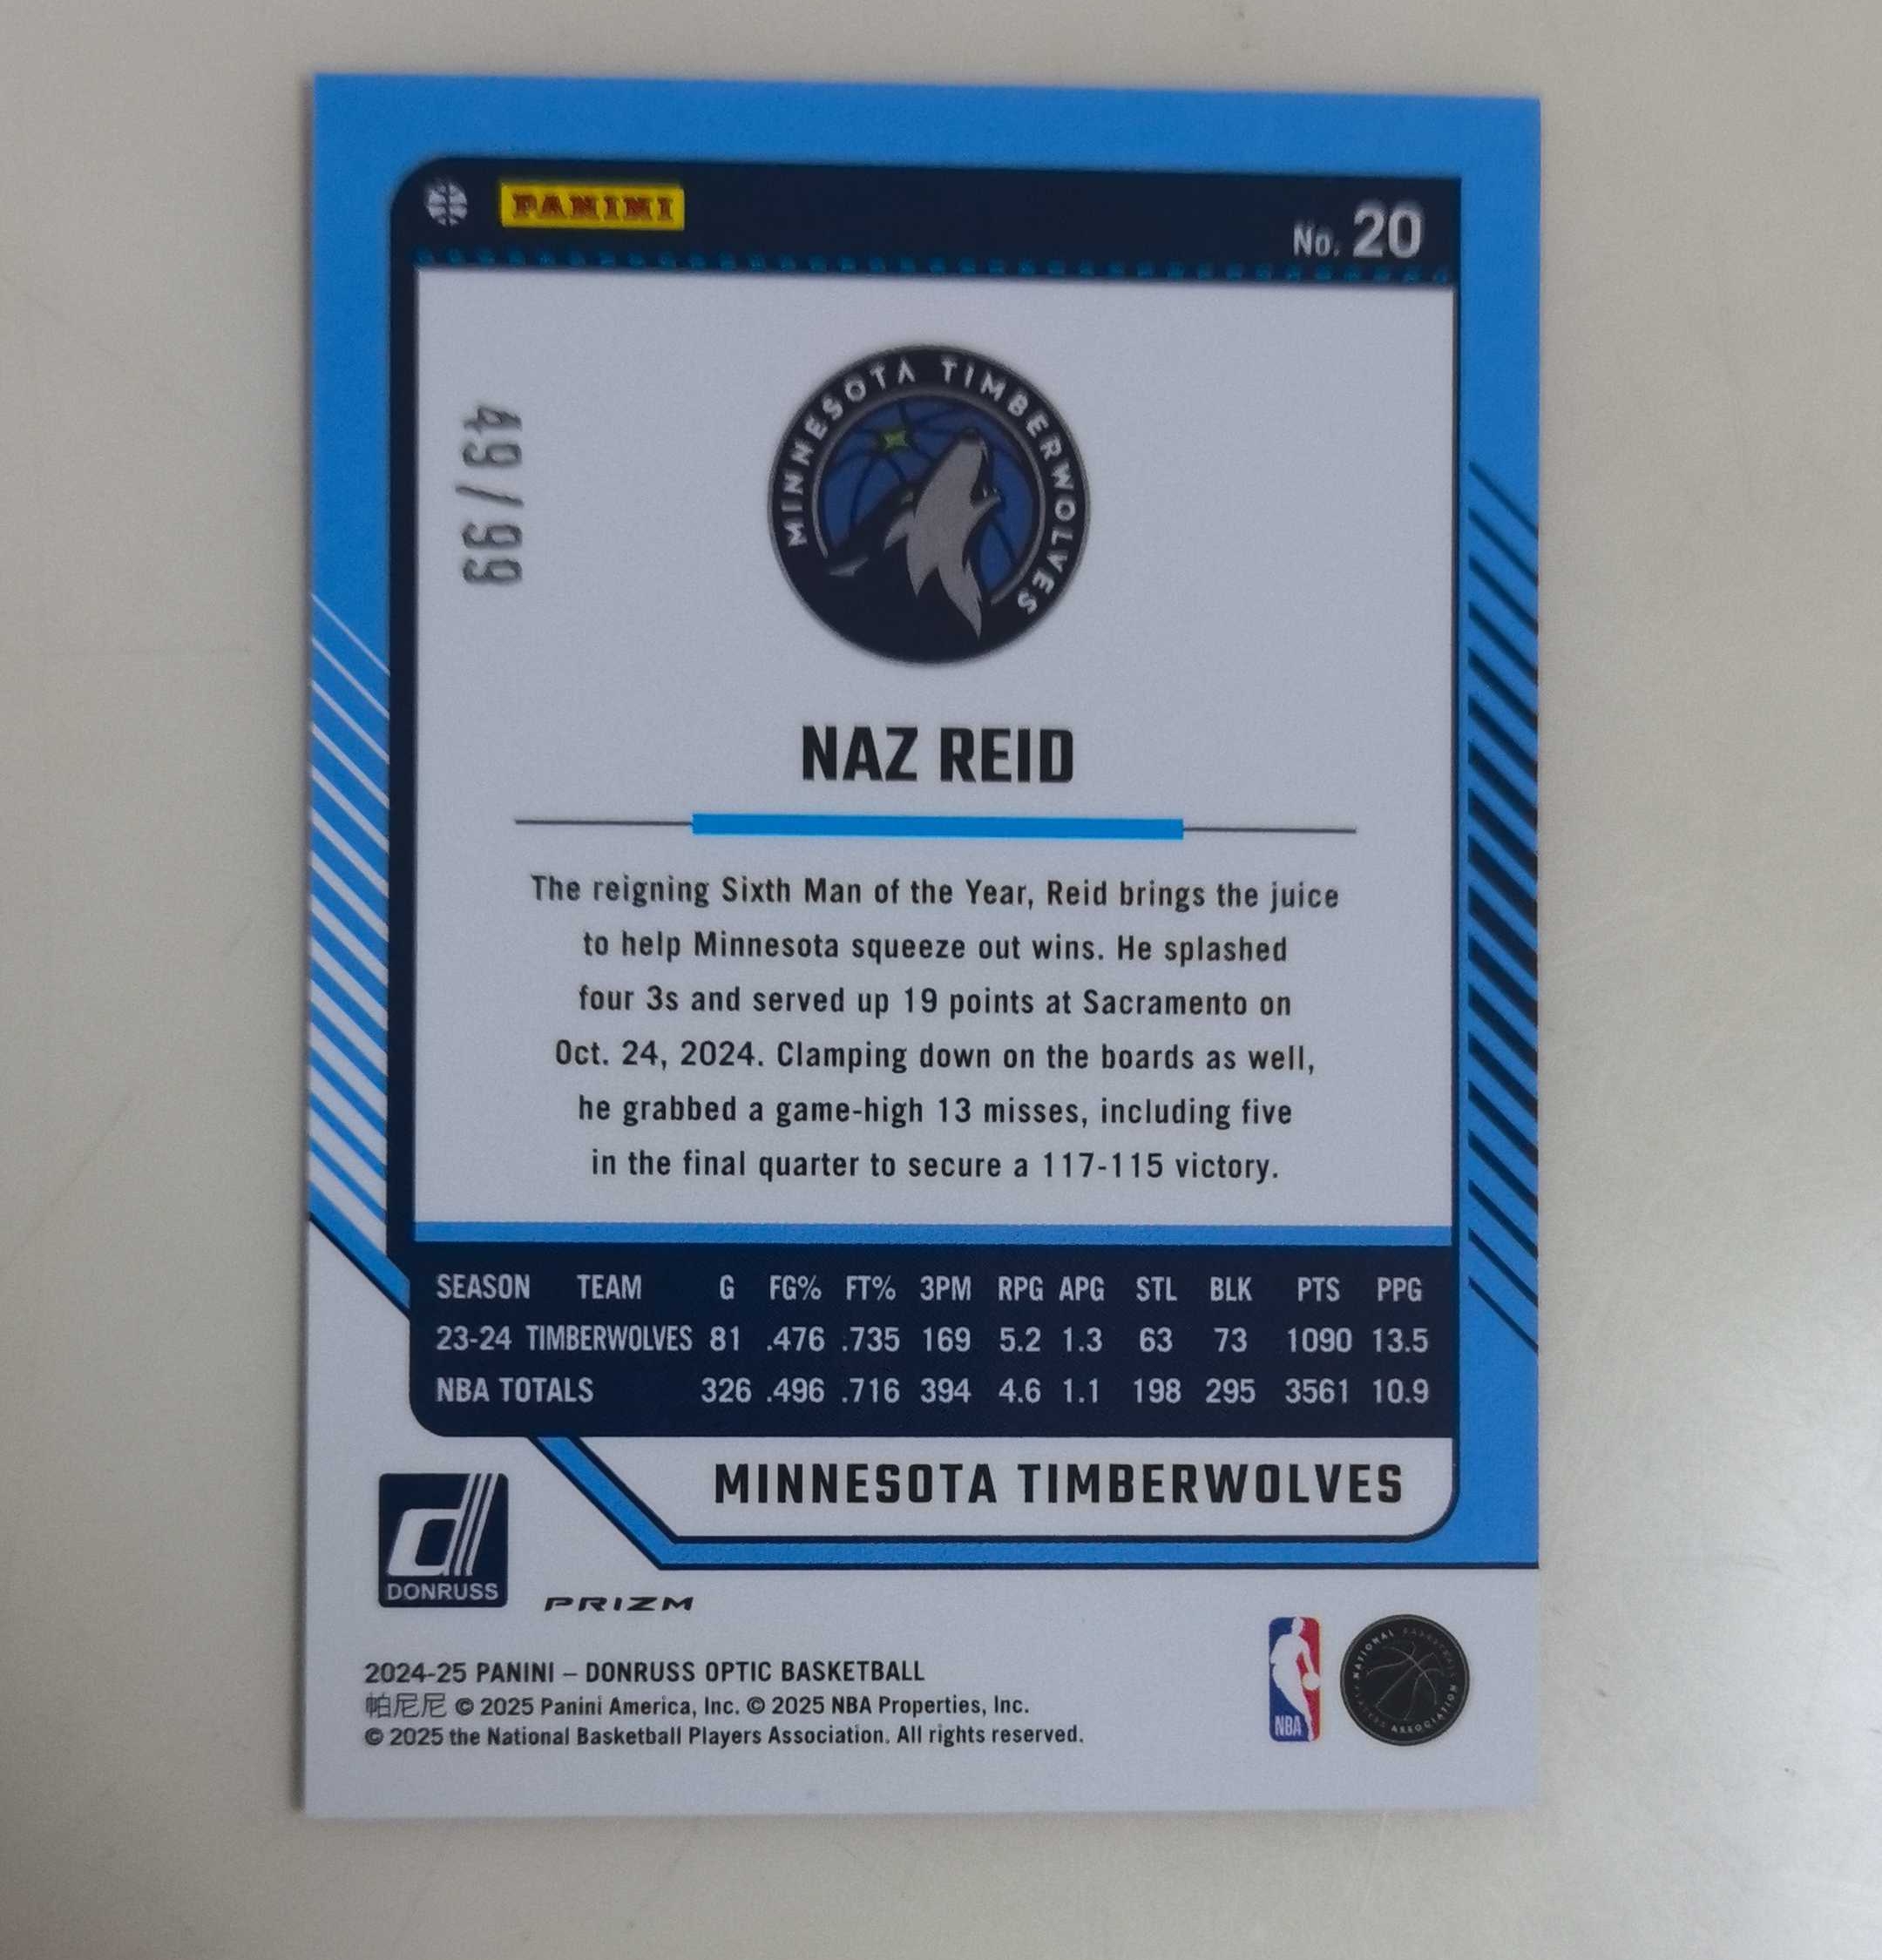 PANINI
No. 20
49/99
MINNESOTA TIMBERWOLVES
NAZ REID
The reigning Sixth Man of the Year, Reid brings the juice
to help Minnesota squeeze out wins. He splashed
four 3s and served up 19 points at Sacramento on
Oct. 24, 2024. Clamping down on the boards as well,
he grabbed a game-high 13 misses, including five
in the final quarter to secure a 117-115 victory.
SEASON TEAM G FG% FT% 3PM RPG APG STL BLK PTS PPG
23-24 TIMBERWOLVES 81 .476 .735 169 5.2 1.3 63 73 1090 13.5
NBA TOTALS 326 .496 .716 394 4.6 1.1 198 295 3561 10.9
MINNESOTA TIMBERWOLVES
DONRUSS
PRIZM
2024-25 PANINI – DONRUSS OPTIC BASKETBALL
帕尼尼 © 2025 Panini America, Inc. © 2025 NBA Properties, Inc.
© 2025 the National Basketball Players Association. All rights reserved.
NBA
NATIONAL BASKETBALL PLAYERS ASSOCIATION